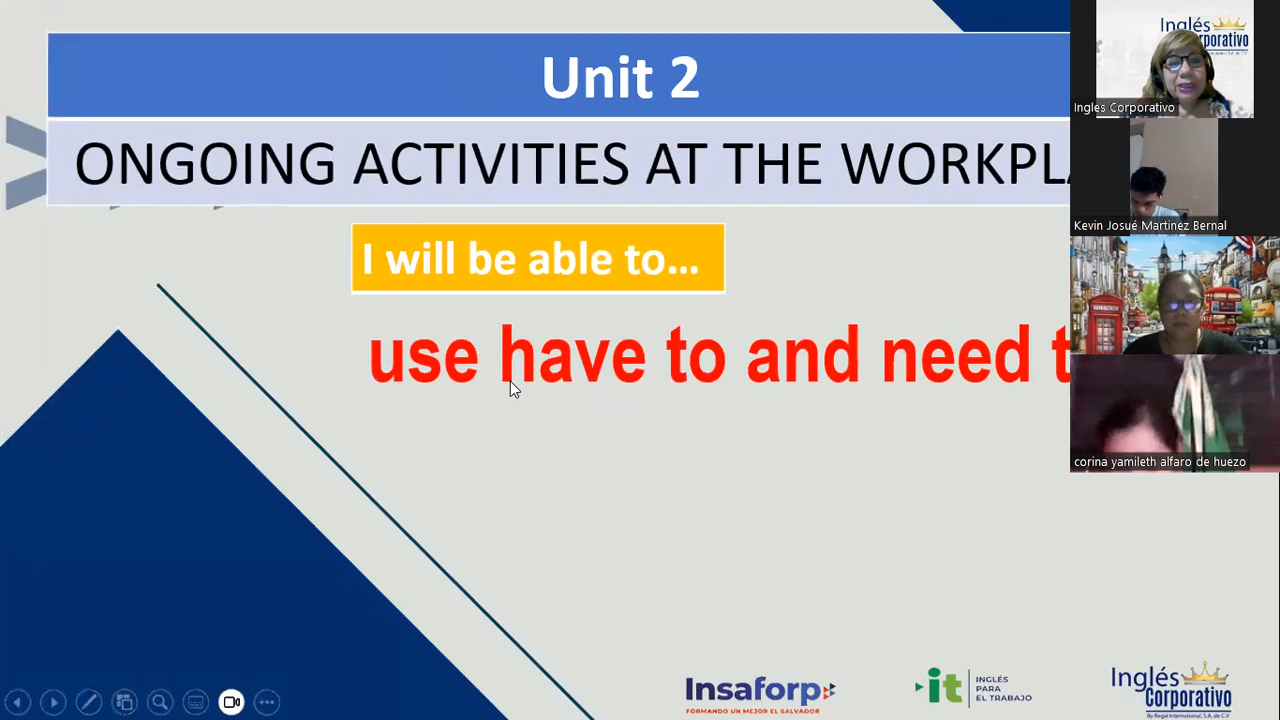 Unit 2
ONGOING ACTIVITIES AT THE WORKPL
I will be able to...
use have to and need t
Inglés
Corporativo
Ingles Corporativo
Kevin Josué Martinez Bernal
corina yamileth alfaro de huezo
Insaforp
FORMANDO UN MEJOR EL SALVADOR
it
INGLÉS
PARA
EL TRABAJO
Inglés
Corporativo
By Regal International, S.A. de C.V